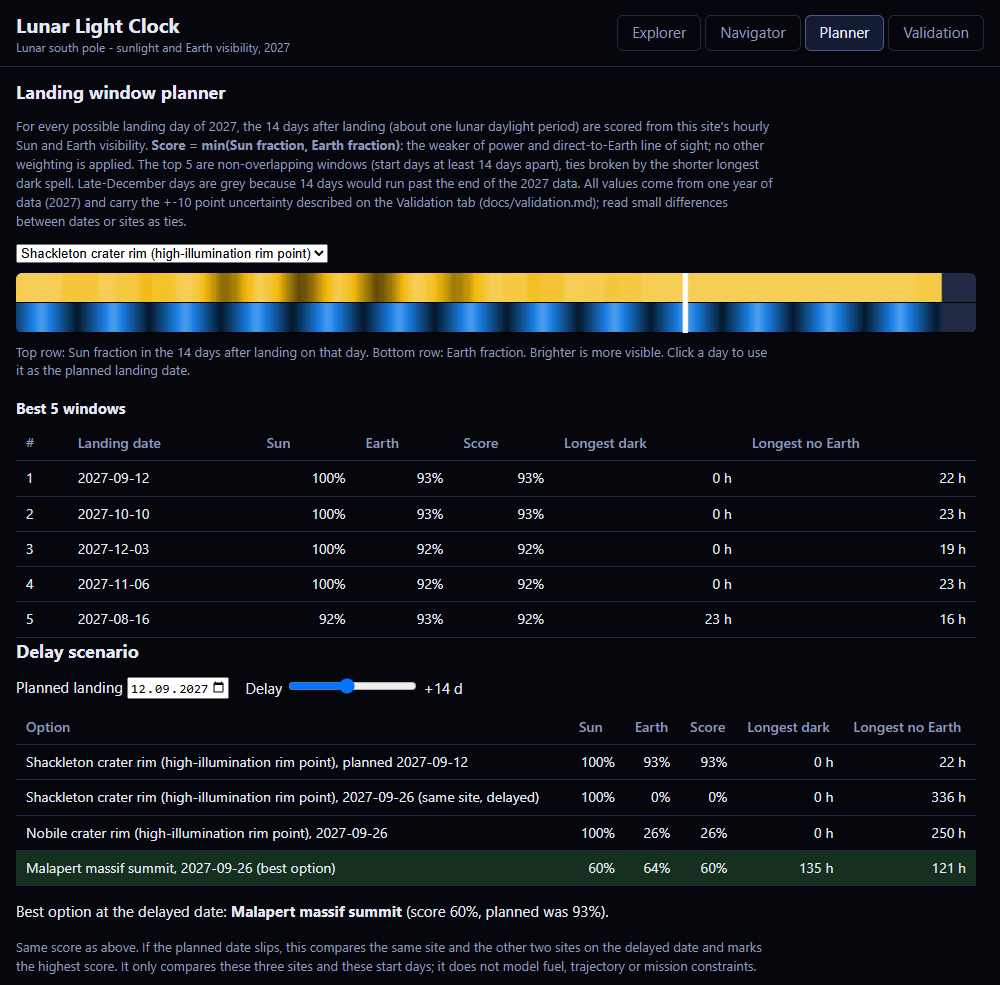 Lunar Light Clock
Lunar south pole - sunlight and Earth visibility, 2027
Explorer Navigator Planner Validation
Landing window planner
For every possible landing day of 2027, the 14 days after landing (about one lunar daylight period) are scored from this site's hourly
Sun and Earth visibility. Score = min(Sun fraction, Earth fraction): the weaker of power and direct-to-Earth line of sight; no other
weighting is applied. The top 5 are non-overlapping windows (start days at least 14 days apart), ties broken by the shorter longest
dark spell. Late-December days are grey because 14 days would run past the end of the 2027 data. All values come from one year of
data (2027) and carry the +-10 point uncertainty described on the Validation tab (docs/validation.md); read small differences
between dates or sites as ties.
Shackleton crater rim (high-illumination rim point)
Top row: Sun fraction in the 14 days after landing on that day. Bottom row: Earth fraction. Brighter is more visible. Click a day to use
it as the planned landing date.
Best 5 windows
# Landing date Sun Earth Score Longest dark Longest no Earth
1 2027-09-12 100% 93% 93% 0 h 22 h
2 2027-10-10 100% 93% 93% 0 h 23 h
3 2027-12-03 100% 92% 92% 0 h 19 h
4 2027-11-06 100% 92% 92% 0 h 23 h
5 2027-08-16 92% 93% 92% 23 h 16 h
Delay scenario
Planned landing 12.09.2027 Delay +14 d
Option Sun Earth Score Longest dark Longest no Earth
Shackleton crater rim (high-illumination rim point), planned 2027-09-12 100% 93% 93% 0 h 22 h
Shackleton crater rim (high-illumination rim point), 2027-09-26 (same site, delayed) 100% 0% 0% 0 h 336 h
Nobile crater rim (high-illumination rim point), 2027-09-26 100% 26% 26% 0 h 250 h
Malapert massif summit, 2027-09-26 (best option) 60% 64% 60% 135 h 121 h
Best option at the delayed date: Malapert massif summit (score 60%, planned was 93%).
Same score as above. If the planned date slips, this compares the same site and the other two sites on the delayed date and marks
the highest score. It only compares these three sites and these start days; it does not model fuel, trajectory or mission constraints.